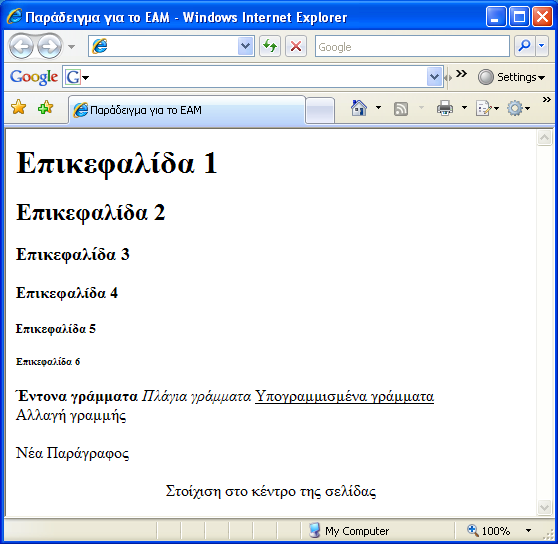 Παράδειγμα για το ΕΑΜ - Windows Internet Explorer
Google
Google G Settings
Παράδειγμα για το ΕΑΜ
Επικεφαλίδα 1
Επικεφαλίδα 2
Επικεφαλίδα 3
Επικεφαλίδα 4
Επικεφαλίδα 5
Επικεφαλίδα 6
Έντονα γράμματα Πλάγια γράμματα Υπογραμμισμένα γράμματα
Αλλαγή γραμμής
Νέα Παράγραφος
Στοίχιση στο κέντρο της σελίδας
My Computer 100%